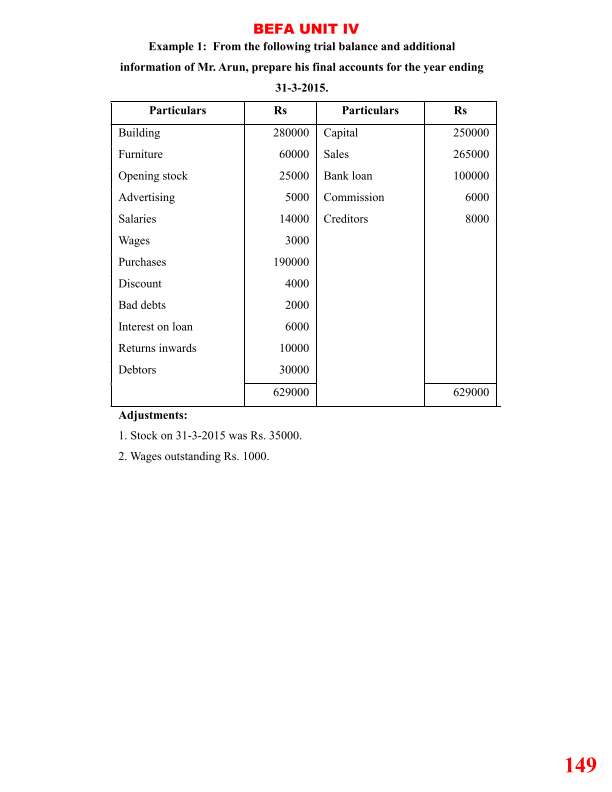 BEFA UNIT IV
Example 1: From the following trial balance and additional
information of Mr. Arun, prepare his final accounts for the year ending
31-3-2015.
Particulars Rs Particulars Rs
Building 280000 Capital 250000
Furniture 60000 Sales 265000
Opening stock 25000 Bank loan 100000
Advertising 5000 Commission 6000
Salaries 14000 Creditors 8000
Wages 3000
Purchases 190000
Discount 4000
Bad debts 2000
Interest on loan 6000
Returns inwards 10000
Debtors 30000
629000 629000
Adjustments:
1. Stock on 31-3-2015 was Rs. 35000.
2. Wages outstanding Rs. 1000.
149